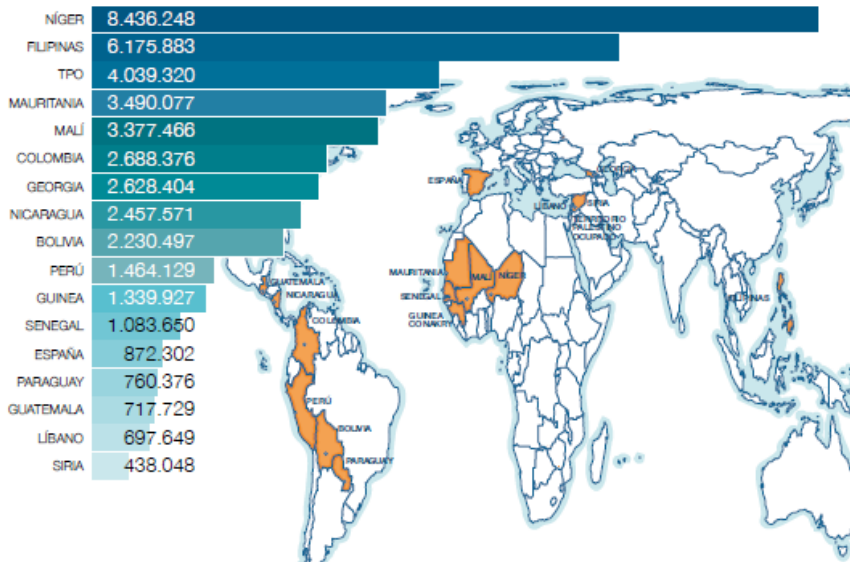 NÍGER 8.436.248
FILIPINAS 6.175.883
TPO 4.039.320
MAURITANIA 3.490.077
MALÍ 3.377.466
COLOMBIA 2.688.376
GEORGIA 2.628.404
NICARAGUA 2.457.571
BOLIVIA 2.230.497
PERÚ 1.464.129
GUINEA 1.339.927
SENEGAL 1.083.650
ESPAÑA 872.302
PARAGUAY 760.376
GUATEMALA 717.729
LÍBANO 697.649
SIRIA 438.048
ESPAÑA
LÍBANO
SIRIA
TERRITORIO
PALESTINO
OCUPADO
MAURITANIA
MALÍ
NÍGER
SENEGAL
GUINEA
CONAKRY
GUATEMALA
NICARAGUA
COLOMBIA
PERÚ
BOLIVIA
PARAGUAY
FILIPINAS